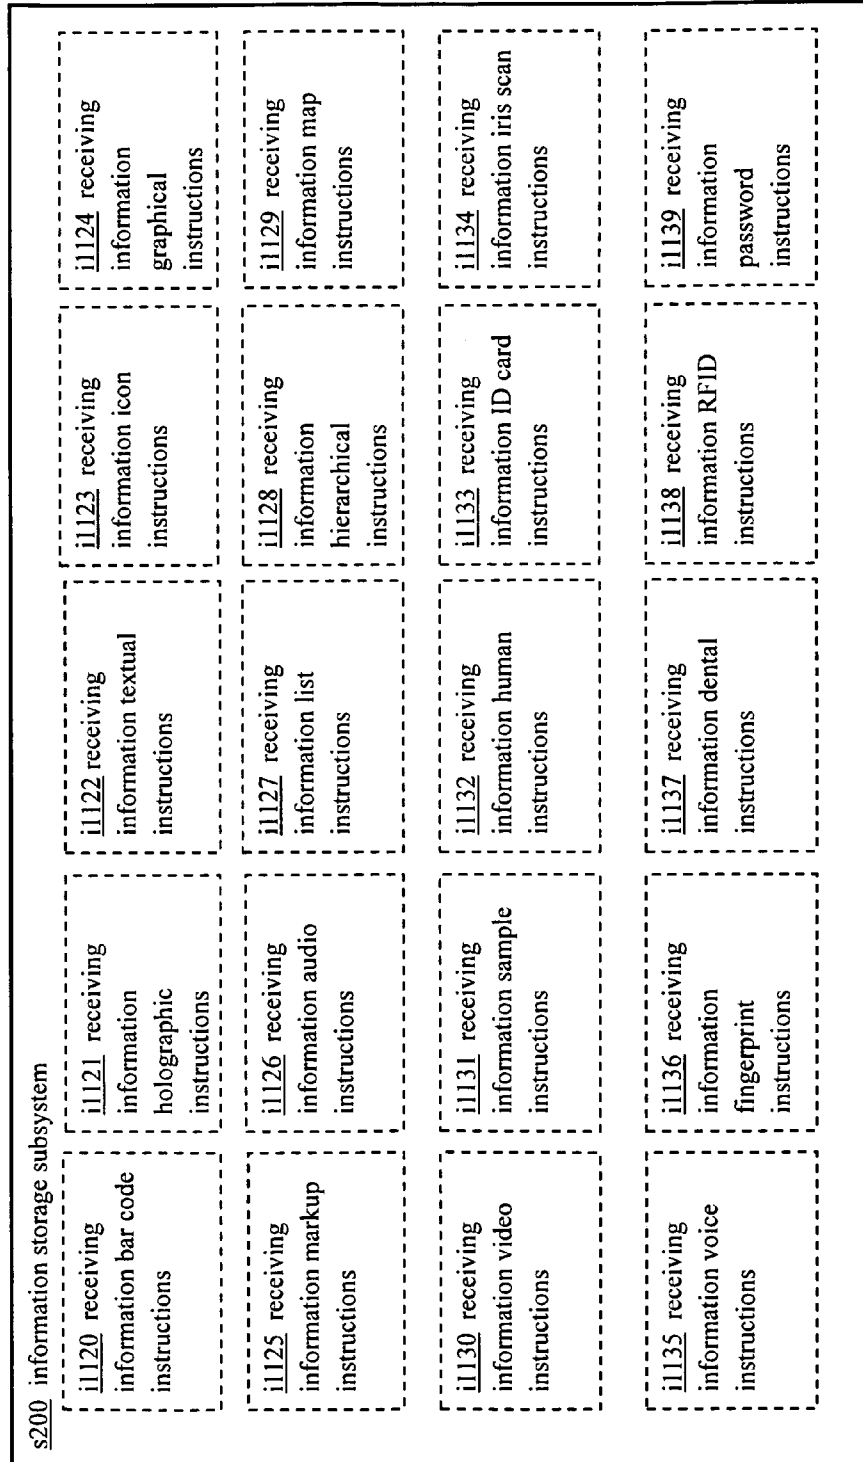 s200 information storage subsystem
i1120 receiving
information bar code
instructions
i1121 receiving
information
holographic
instructions
i1122 receiving
information textual
instructions
i1123 receiving
information icon
instructions
i1124 receiving
information
graphical
instructions
i1125 receiving
information markup
instructions
i1126 receiving
information audio
instructions
i1127 receiving
information list
instructions
i1128 receiving
information
hierarchical
instructions
i1129 receiving
information map
instructions
i1130 receiving
information video
instructions
i1131 receiving
information sample
instructions
i1132 receiving
information human
instructions
i1133 receiving
information ID card
instructions
i1134 receiving
information iris scan
instructions
i1135 receiving
information voice
instructions
i1136 receiving
information
fingerprint
instructions
i1137 receiving
information dental
instructions
i1138 receiving
information RFID
instructions
i1139 receiving
information
password
instructions